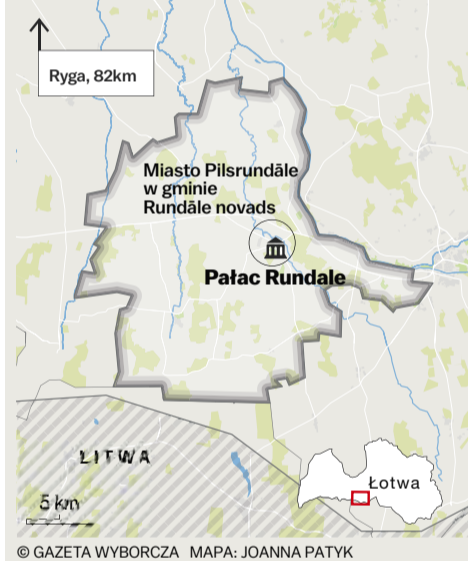 Ryga, 82km
Miasto Pilsrundāle
w gminie
Rundāle novads
Pałac Rundale
LITWA
Łotwa
5 km
© GAZETA WYBORCZA MAPA: JOANNA PATYK